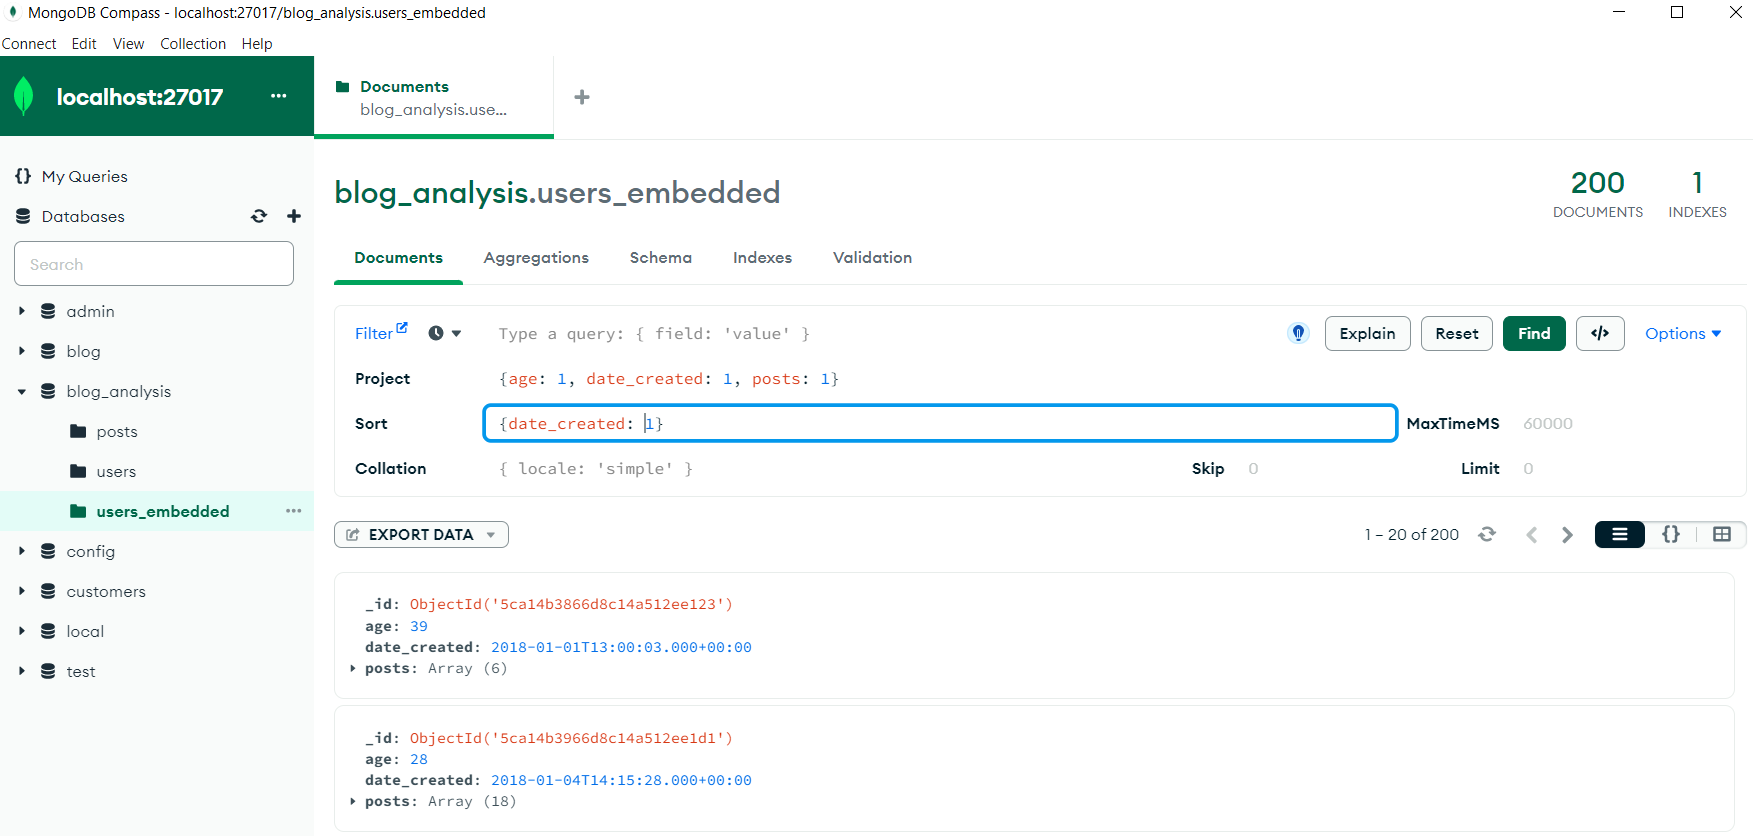 MongoDB Compass - localhost:27017/blog_analysis.users_embedded
Connect Edit View Collection Help
localhost:27017 ···
Documents
blog_analysis.use...
My Queries
Databases
Search
admin
blog
blog_analysis
posts
users
users_embedded
config
customers
local
test
blog_analysis.users_embedded
200
DOCUMENTS
1
INDEXES
Documents Aggregations Schema Indexes Validation
Filter Type a query: { field: 'value' } Explain Reset Find </> Options
Project {age: 1, date_created: 1, posts: 1}
Sort {date_created: 1} MaxTimeMS 60000
Collation { locale: 'simple' } Skip 0 Limit 0
EXPORT DATA 1 – 20 of 200 {}
_id: ObjectId('5ca14b3866d8c14a512ee123')
age: 39
date_created: 2018-01-01T13:00:03.000+00:00
posts: Array (6)
_id: ObjectId('5ca14b3966d8c14a512ee1d1')
age: 28
date_created: 2018-01-04T14:15:28.000+00:00
posts: Array (18)